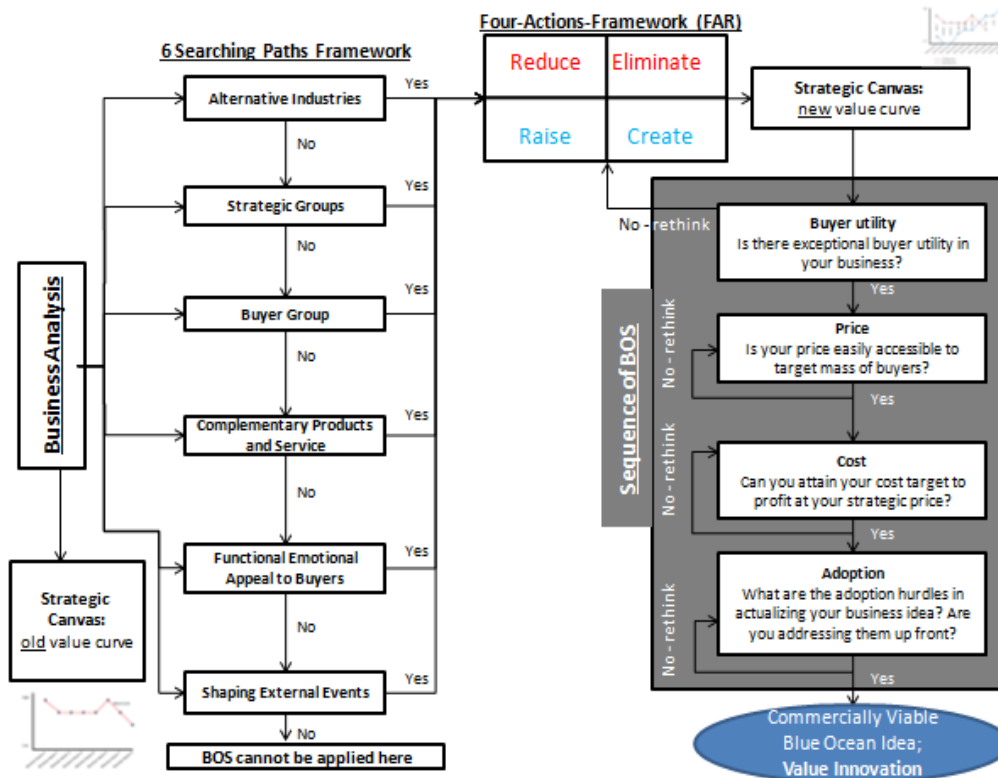 Four-Actions-Framework (FAR)
6 Searching Paths Framework
Reduce
Eliminate
Raise
Create
Strategic Canvas:
new value curve
Alternative Industries
Yes
No
Strategic Groups
Yes
No
Buyer Group
Yes
No
Complementary Products
and Service
Yes
No
Functional Emotional
Appeal to Buyers
Yes
No
Shaping External Events
Yes
No
BOS cannot be applied here
Business Analysis
Strategic
Canvas:
old value curve
Sequence of BOS
No - rethink
Buyer utility
Is there exceptional buyer utility in
your business?
Yes
No - rethink
Price
Is your price easily accessible to
target mass of buyers?
Yes
No - rethink
Cost
Can you attain your cost target to
profit at your strategic price?
Yes
No - rethink
Adoption
What are the adoption hurdles in
actualizing your business idea? Are
you addressing them up front?
Yes
Commercially Viable
Blue Ocean Idea;
Value Innovation